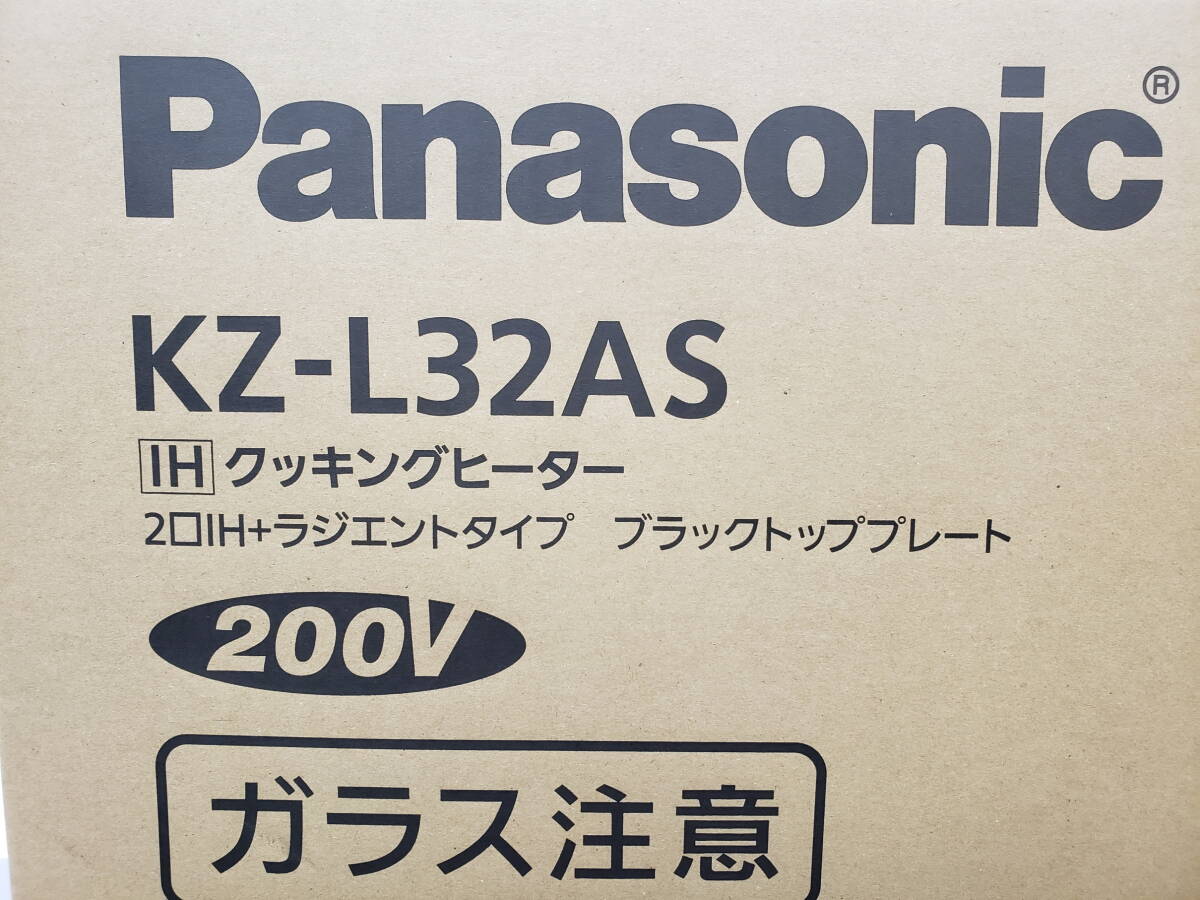 Panasonic®
KZ-L32AS
IH クッキングヒーター
2口IH+ラジエントタイプ ブラックトッププレート
200V
ガラス注意